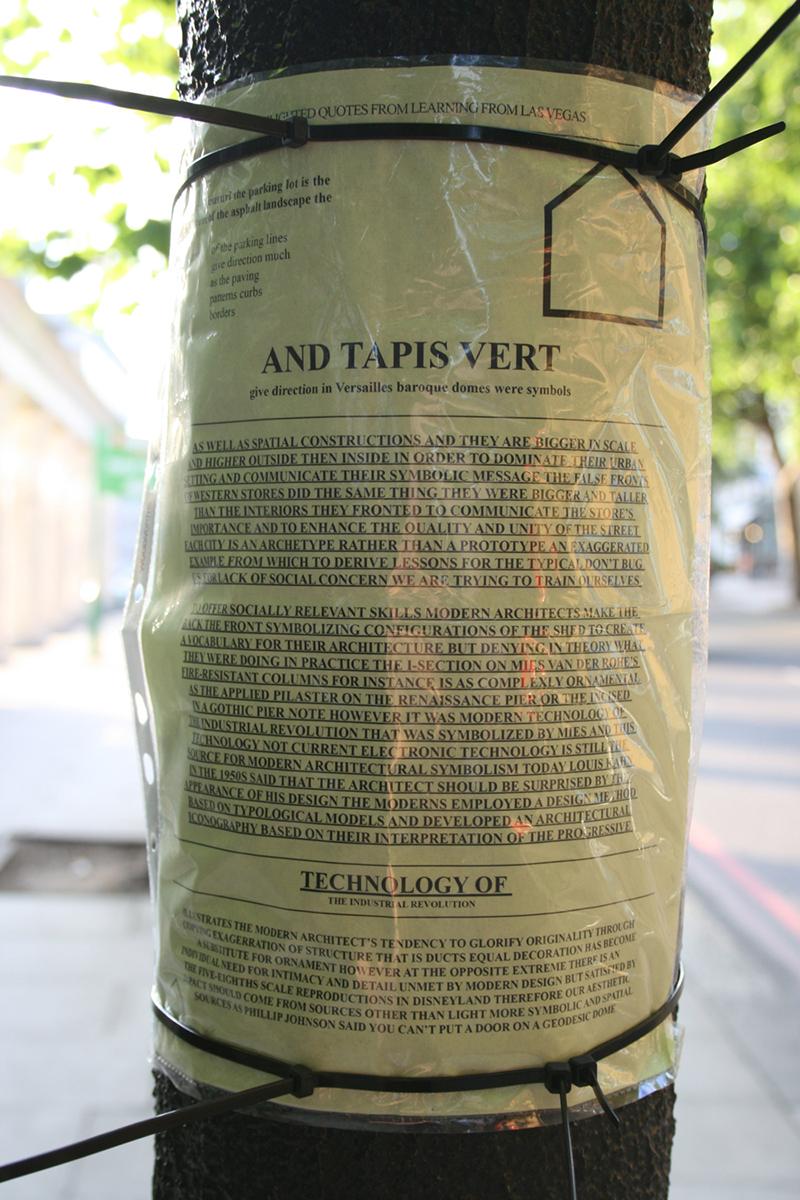 QUOTES FROM LEARNING FROM LAS VEGAS
the parking lot is the
of the asphalt landscape the
of the parking lines
give direction much
as the paving
patterns curbs
borders
AND TAPIS VERT
give direction in Versailles baroque domes were symbols
AS WELL AS SPATIAL CONSTRUCTIONS AND THEY ARE BIGGER IN SCALE
AND HIGHER OUTSIDE THEN INSIDE IN ORDER TO DOMINATE THEIR URBAN
SETTING AND COMMUNICATE THEIR SYMBOLIC MESSAGE THE FALSE FRONTS
OF WESTERN STORES DID THE SAME THING THEY WERE BIGGER AND TALLER
THAN THE INTERIORS THEY FRONTED TO COMMUNICATE THE STORE'S
IMPORTANCE AND TO ENHANCE THE QUALITY AND UNITY OF THE STREET
EACH CITY IS AN ARCHETYPE RATHER THAN A PROTOTYPE AN EXAGGERATED
EXAMPLE FROM WHICH TO DERIVE LESSONS FOR THE TYPICAL DON'T BUG
US FOR LACK OF SOCIAL CONCERN WE ARE TRYING TO TRAIN OURSELVES
TO OFFER SOCIALLY RELEVANT SKILLS MODERN ARCHITECTS MAKE THE
BACK THE FRONT SYMBOLIZING CONFIGURATIONS OF THE SHED TO CREATE
A VOCABULARY FOR THEIR ARCHITECTURE BUT DENYING IN THEORY WHAT
THEY WERE DOING IN PRACTICE THE I-SECTION ON MIES VAN DER ROHE'S
FIRE-RESISTANT COLUMNS FOR INSTANCE IS AS COMPLEXLY ORNAMENTAL
AS THE APPLIED PILASTER ON THE RENAISSANCE PIER OR THE INCISED
IN A GOTHIC PIER NOTE HOWEVER IT WAS MODERN TECHNOLOGY OF
THE INDUSTRIAL REVOLUTION THAT WAS SYMBOLIZED BY MIES AND THIS
TECHNOLOGY NOT CURRENT ELECTRONIC TECHNOLOGY IS STILL THE
SOURCE FOR MODERN ARCHITECTURAL SYMBOLISM TODAY LOUIS KAHN
IN THE 1950S SAID THAT THE ARCHITECT SHOULD BE SURPRISED BY THE
APPEARANCE OF HIS DESIGN THE MODERNS EMPLOYED A DESIGN METHOD
BASED ON TYPOLOGICAL MODELS AND DEVELOPED AN ARCHITECTURAL
ICONOGRAPHY BASED ON THEIR INTERPRETATION OF THE PROGRESSIVE
TECHNOLOGY OF
THE INDUSTRIAL REVOLUTION
ILLUSTRATES THE MODERN ARCHITECT'S TENDENCY TO GLORIFY ORIGINALITY THROUGH
COPYING EXAGERRATION OF STRUCTURE THAT IS DUCTS EQUAL DECORATION HAS BECOME
A SUBSTITUTE FOR ORNAMENT HOWEVER AT THE OPPOSITE EXTREME THERE IS AN
INDIVIDUAL NEED FOR INTIMACY AND DETAIL UNMET BY MODERN DESIGN BUT SATISFIED BY
THE FIVE-EIGHTHS SCALE REPRODUCTIONS IN DISNEYLAND THEREFORE OUR AESTHETIC
IMPACT SHOULD COME FROM SOURCES OTHER THAN LIGHT MORE SYMBOLIC AND SPATIAL
SOURCES AS PHILLIP JOHNSON SAID YOU CAN'T PUT A DOOR ON A GEODESIC DOME